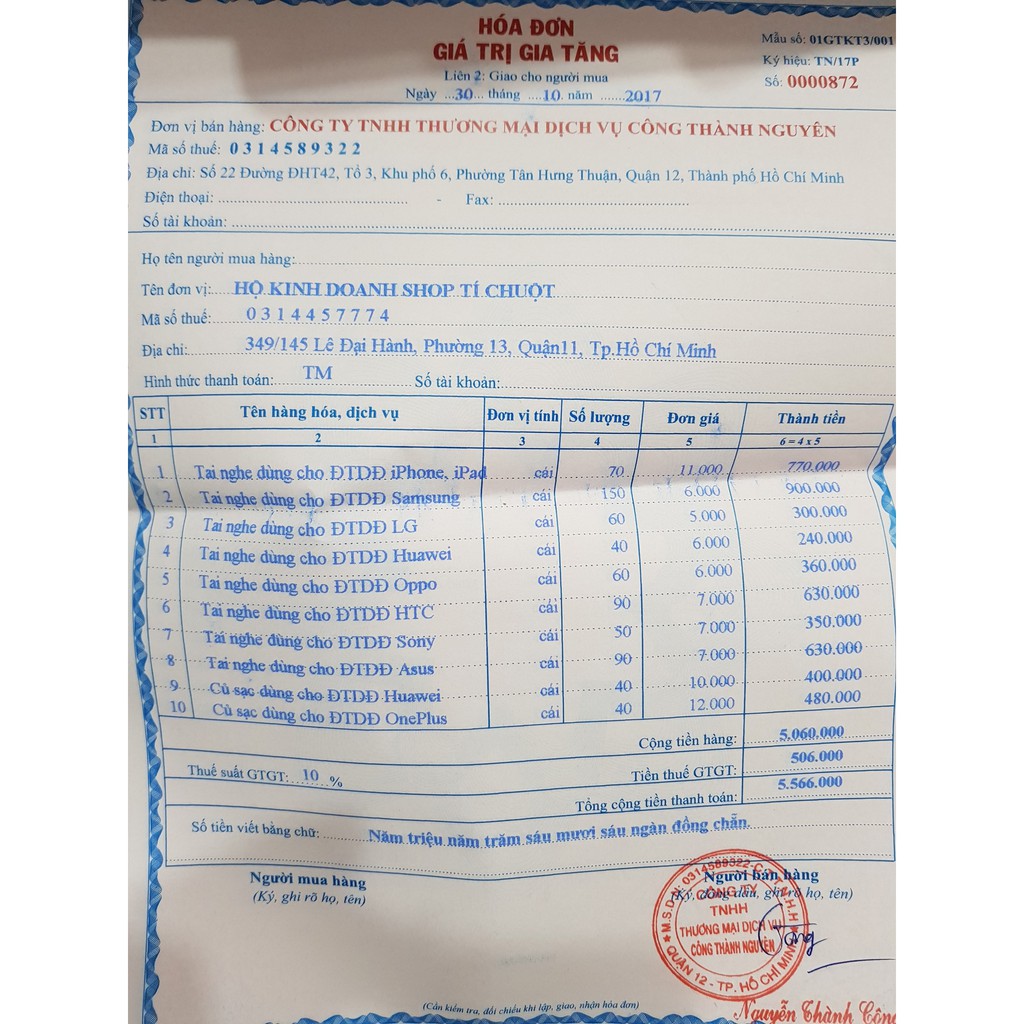 HÓA ĐƠN
GIÁ TRỊ GIA TĂNG
Liên 2: Giao cho người mua
Ngày ...30... tháng ....10. năm ......2017
Mẫu số: 01GTKT3/001
Ký hiệu: TN/17P
Số: 0000872
Đơn vị bán hàng: CÔNG TY TNHH THƯƠNG MẠI DỊCH VỤ CÔNG THÀNH NGUYÊN
Mã số thuế: 0314589322
Địa chỉ: Số 22 Đường ĐHT42, Tổ 3, Khu phố 6, Phường Tân Hưng Thuận, Quận 12, Thành phố Hồ Chí Minh
Điện thoại: - Fax:
Số tài khoản:
Họ tên người mua hàng:
Tên đơn vị: HỘ KINH DOANH SHOP TÍ CHUỘT
Mã số thuế: 0314457774
Địa chỉ: 349/145 Lê Đại Hành, Phường 13, Quận11, Tp.Hồ Chí Minh
Hình thức thanh toán: TM Số tài khoản:
STT Tên hàng hóa, dịch vụ Đơn vị tính Số lượng Đơn giá Thành tiền
1 2 3 4 5 6 = 4 x 5
1 Tai nghe dùng cho ĐTDĐ iPhone, iPad cái 70 11.000 770.000
2 Tai nghe dùng cho ĐTDĐ Samsung cái 150 6.000 900.000
3 Tai nghe dùng cho ĐTDĐ LG cái 60 5.000 300.000
4 Tai nghe dùng cho ĐTDĐ Huawei cái 40 6.000 240.000
5 Tai nghe dùng cho ĐTDĐ Oppo cái 60 6.000 360.000
6 Tai nghe dùng cho ĐTDĐ HTC cái 90 7.000 630.000
7 Tai nghe dùng cho ĐTDĐ Sony cái 50 7.000 350.000
8 Tai nghe dùng cho ĐTDĐ Asus cái 90 7.000 630.000
9 Củ sạc dùng cho ĐTDĐ Huawei cái 40 10.000 400.000
10 Củ sạc dùng cho ĐTDĐ OnePlus cái 40 12.000 480.000
Cộng tiền hàng: 5.060.000
Thuế suất GTGT: 10 % Tiền thuế GTGT: 506.000
Tổng cộng tiền thanh toán: 5.566.000
Số tiền viết bằng chữ: Năm triệu năm trăm sáu mươi sáu ngàn đồng chẵn.
Người mua hàng
(Ký, ghi rõ họ, tên)
Người bán hàng
(Ký, đóng dấu, ghi rõ họ, tên)
M.S.D.N: 0314589322-C.T.T.N.H.H
CÔNG TY
TNHH
THƯƠNG MẠI DỊCH VỤ
CÔNG THÀNH NGUYÊN
QUẬN 12 - TP. HỒ CHÍ MINH
Nguyễn Thành Công
(Cần kiểm tra, đối chiếu khi lập, giao, nhận hóa đơn)